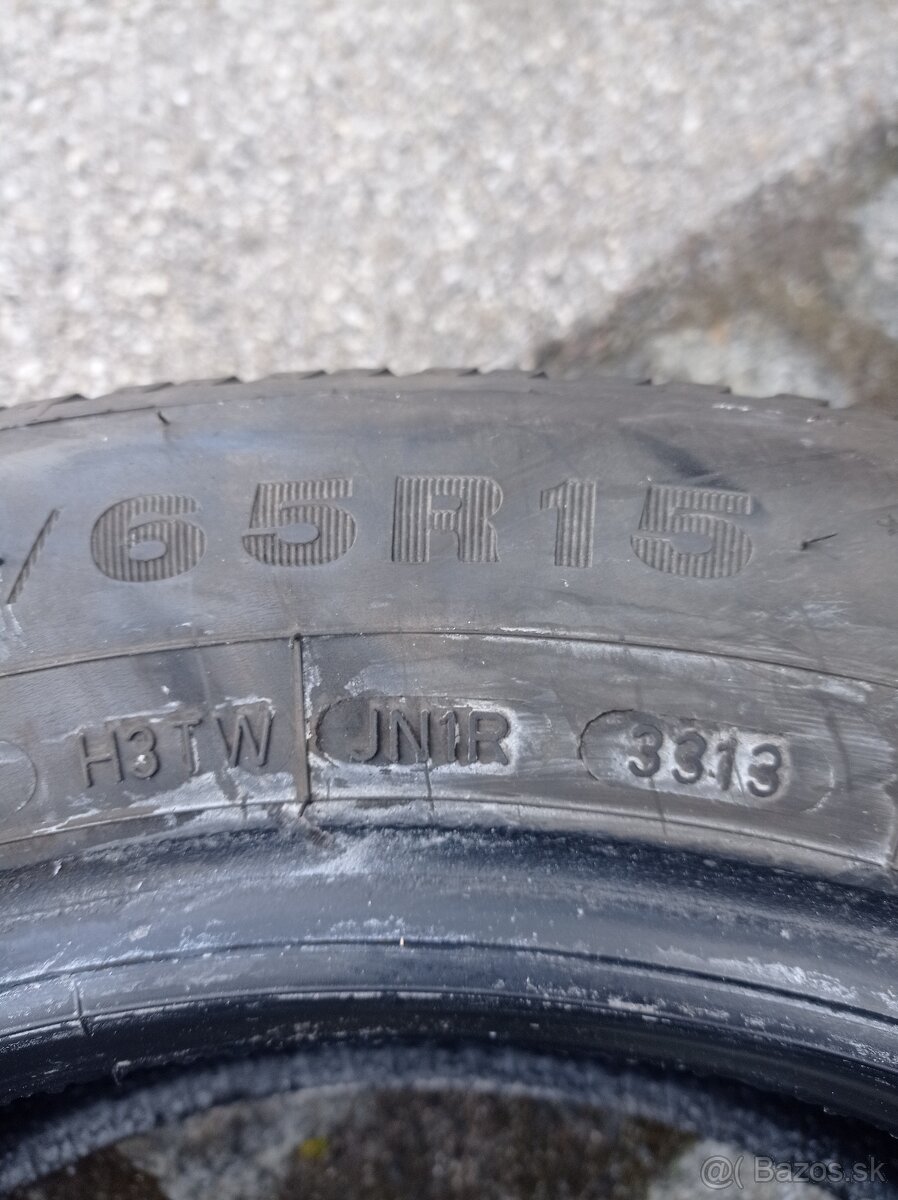 /65R15
H3TW JN1R 3313
@( Bazos.sk